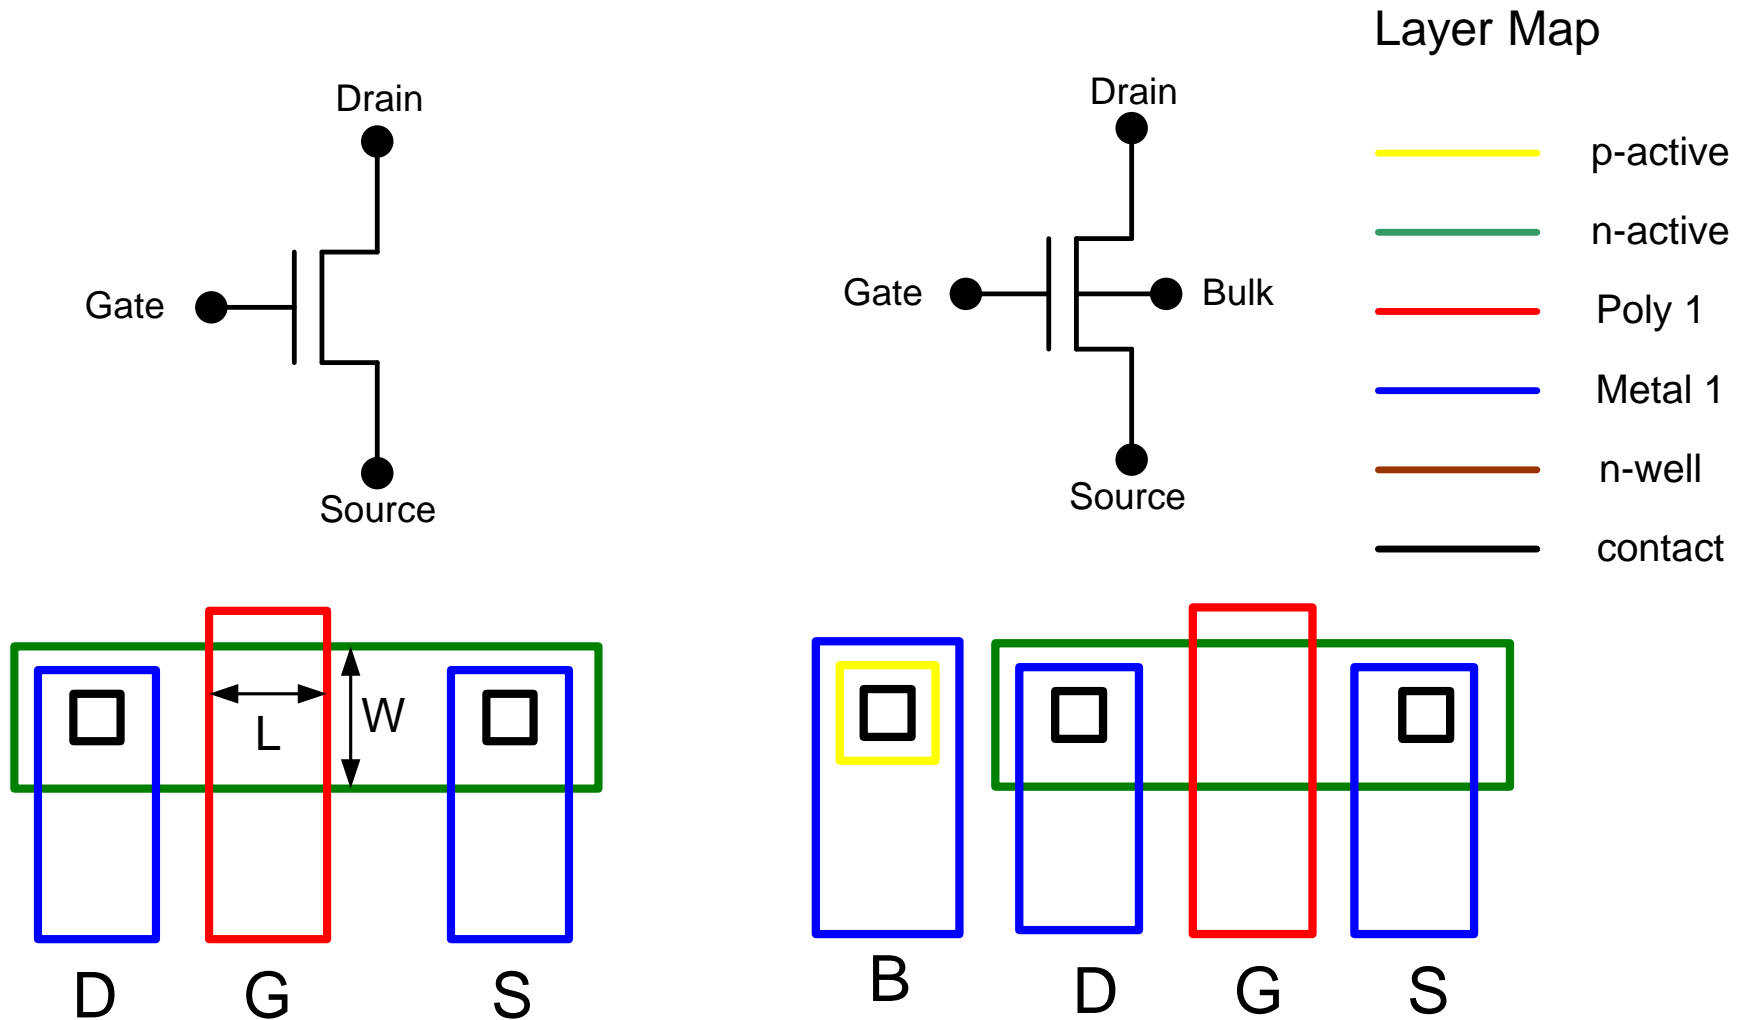 Layer Map
Drain
Gate
Source
Drain
Gate
Bulk
Source
p-active
n-active
Poly 1
Metal 1
n-well
contact
L
W
D
G
S
B
D
G
S